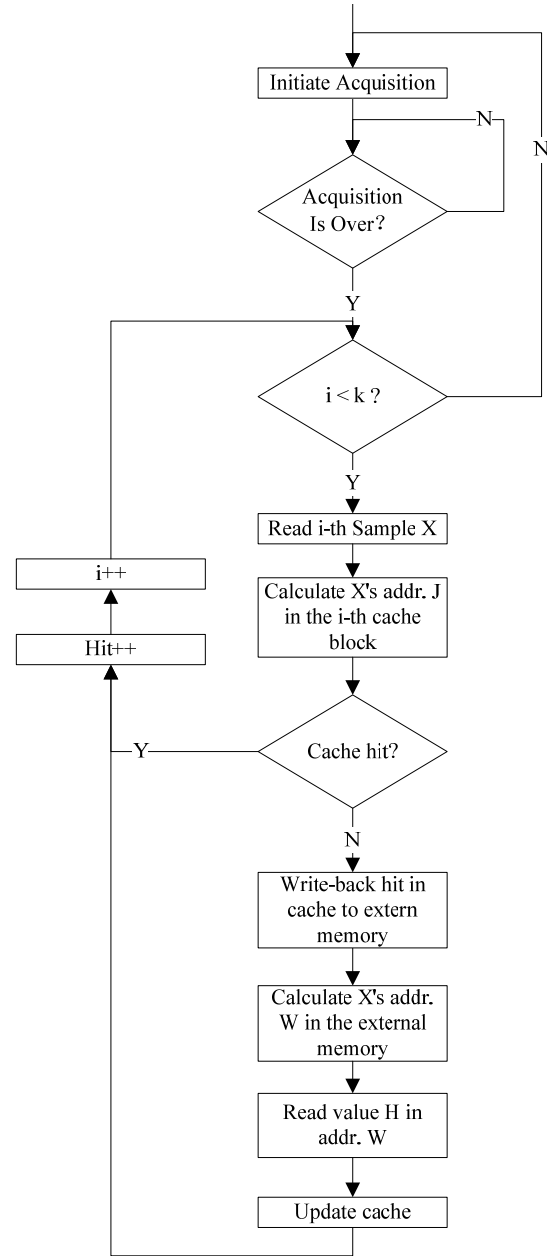 Initiate Acquisition
N
N
Acquisition
Is Over?
Y
i < k ?
Y
Read i-th Sample X
i++
Calculate X's addr. J
in the i-th cache
block
Hit++
Cache hit?
Y
N
Write-back hit in
cache to extern
memory
Calculate X's addr.
W in the external
memory
Read value H in
addr. W
Update cache